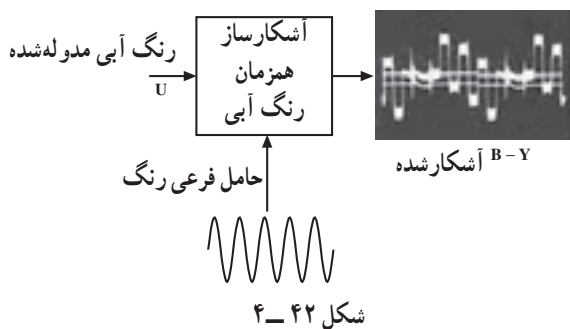 رنگ آبی مدوله‌شده
U
آشکارساز
همزمان
رنگ آبی
B – Y آشکارشده
حامل فرعی رنگ
شکل ۴۲ ــ ۴